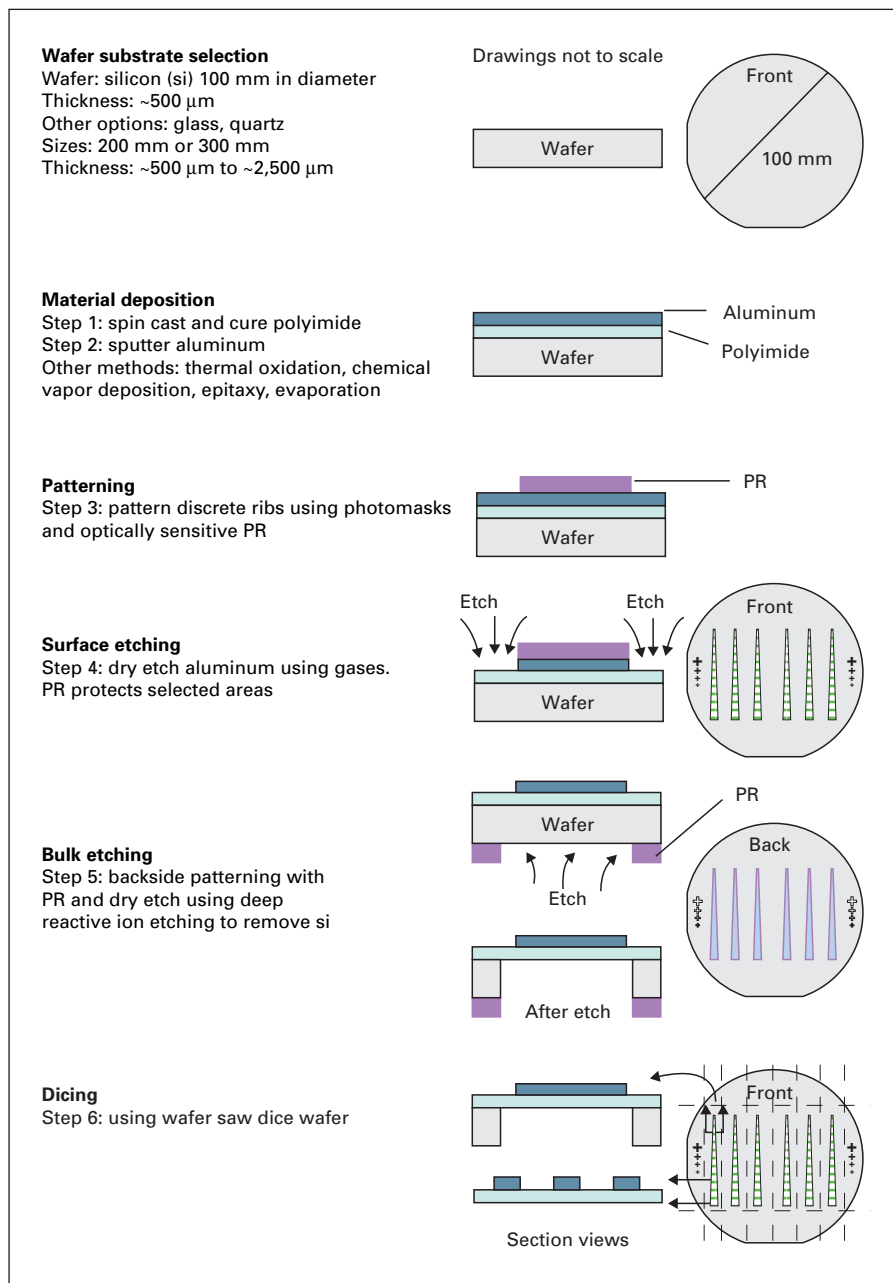 Wafer substrate selection
Wafer: silicon (si) 100 mm in diameter
Thickness: ~500 μm
Other options: glass, quartz
Sizes: 200 mm or 300 mm
Thickness: ~500 μm to ~2,500 μm
Drawings not to scale
Wafer
Front
100 mm
Material deposition
Step 1: spin cast and cure polyimide
Step 2: sputter aluminum
Other methods: thermal oxidation, chemical
vapor deposition, epitaxy, evaporation
Aluminum
Polyimide
Wafer
Patterning
Step 3: pattern discrete ribs using photomasks
and optically sensitive PR
PR
Wafer
Surface etching
Step 4: dry etch aluminum using gases.
PR protects selected areas
Etch
Etch
Wafer
Front
Bulk etching
Step 5: backside patterning with
PR and dry etch using deep
reactive ion etching to remove si
Wafer
PR
Etch
Back
After etch
Dicing
Step 6: using wafer saw dice wafer
Front
Section views